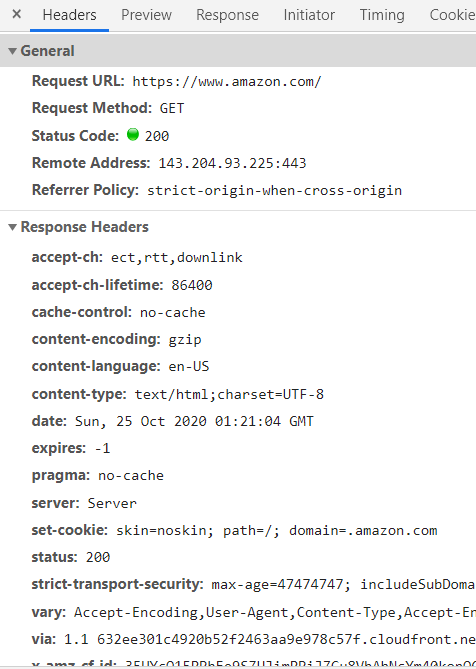 × Headers Preview Response Initiator Timing Cookie
General
Request URL: https://www.amazon.com/
Request Method: GET
Status Code: 200
Remote Address: 143.204.93.225:443
Referrer Policy: strict-origin-when-cross-origin
Response Headers
accept-ch: ect,rtt,downlink
accept-ch-lifetime: 86400
cache-control: no-cache
content-encoding: gzip
content-language: en-US
content-type: text/html;charset=UTF-8
date: Sun, 25 Oct 2020 01:21:04 GMT
expires: -1
pragma: no-cache
server: Server
set-cookie: skin=noskin; path=/; domain=.amazon.com
status: 200
strict-transport-security: max-age=47474747; includeSubDoma
vary: Accept-Encoding,User-Agent,Content-Type,Accept-En
via: 1.1 632ee301c4920b52f2463aa9e978c57f.cloudfront.ne
x-amz-cf-id: